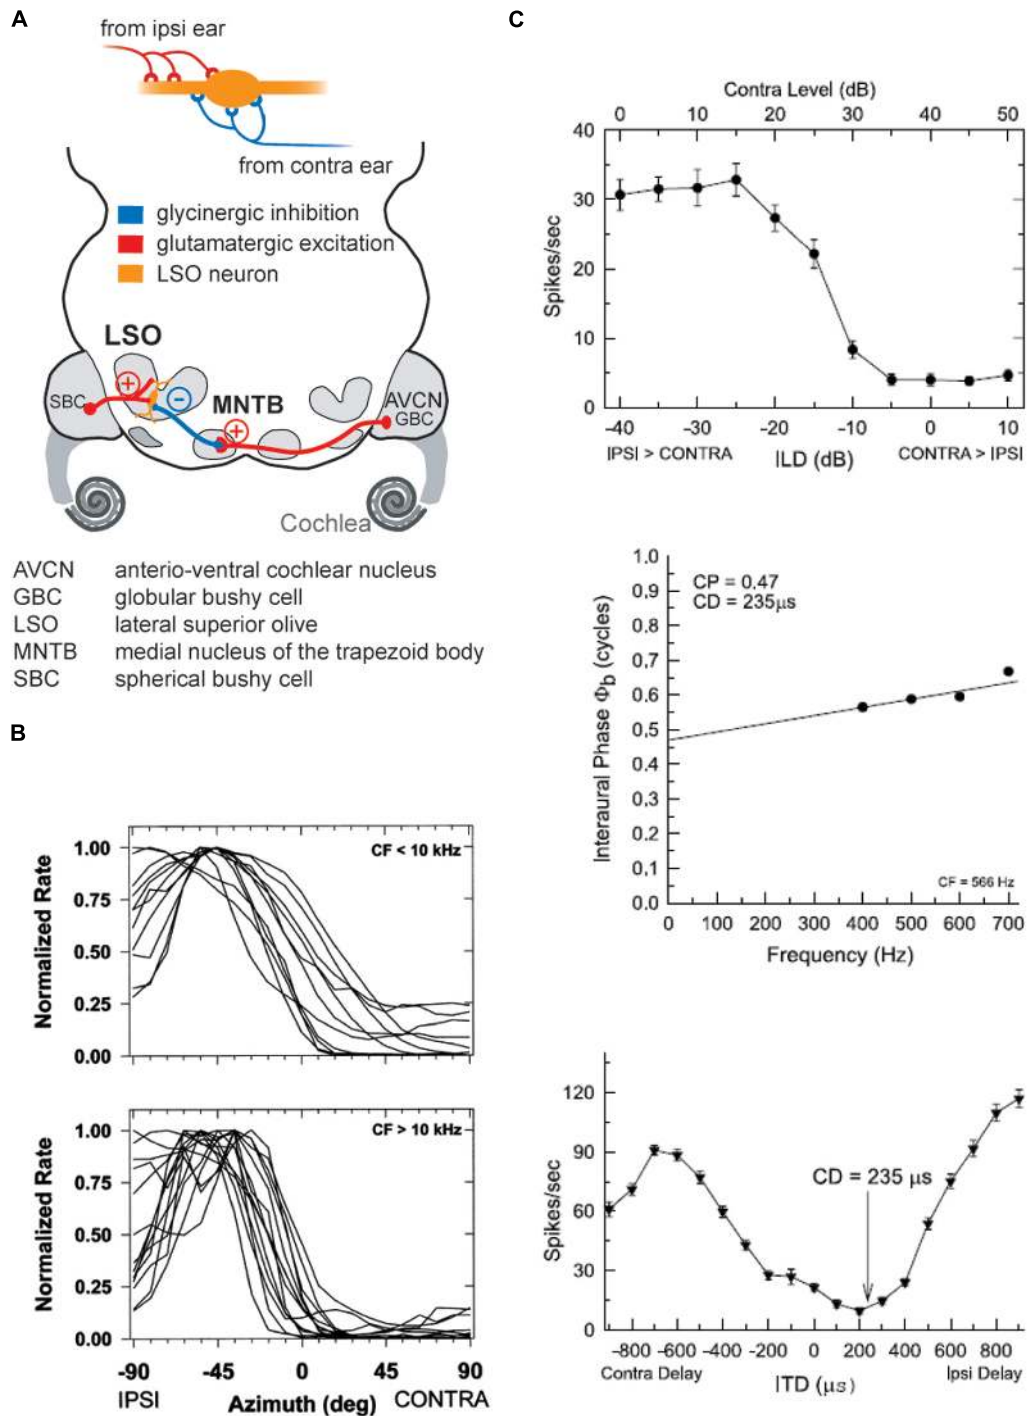 A
from ipsi ear
from contra ear
glycinergic inhibition
glutamatergic excitation
LSO neuron
LSO
SBC
MNTB
AVCN
GBC
Cochlea
AVCN anterio-ventral cochlear nucleus
GBC globular bushy cell
LSO lateral superior olive
MNTB medial nucleus of the trapezoid body
SBC spherical bushy cell
B
CF < 10 kHz
Normalized Rate
1.00
0.75
0.50
0.25
0.00
CF > 10 kHz
Normalized Rate
1.00
0.75
0.50
0.25
0.00
-90 -45 0 45 90
IPSI Azimuth (deg) CONTRA
C
Contra Level (dB)
0 10 20 30 40 50
Spikes/sec
40
30
20
10
0
-40 -30 -20 -10 0 10
IPSI > CONTRA ILD (dB) CONTRA > IPSI
Interaural Phase Φb (cycles)
1.0
0.9
0.8
0.7
0.6
0.5
0.4
0.3
0.2
0.1
0.0
CP = 0.47
CD = 235µs
CF = 566 Hz
0 100 200 300 400 500 600 700
Frequency (Hz)
Spikes/sec
120
90
60
30
0
CD = 235 µs
-800 -600 -400 -200 0 200 400 600 800
Contra Delay Ipsi Delay
ITD (µs)